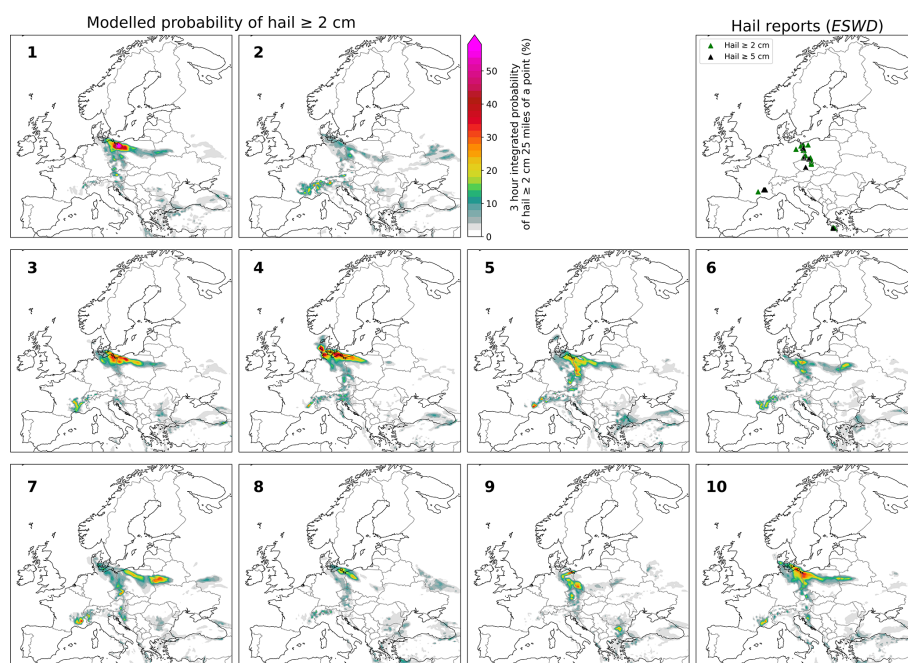 Modelled probability of hail ≥ 2 cm
Hail reports (ESWD)
1
2
50
40
30
20
10
0
3 hour integrated probability
of hail ≥ 2 cm 25 miles of a point (%)
Hail ≥ 2 cm
Hail ≥ 5 cm
3
4
5
6
7
8
9
10